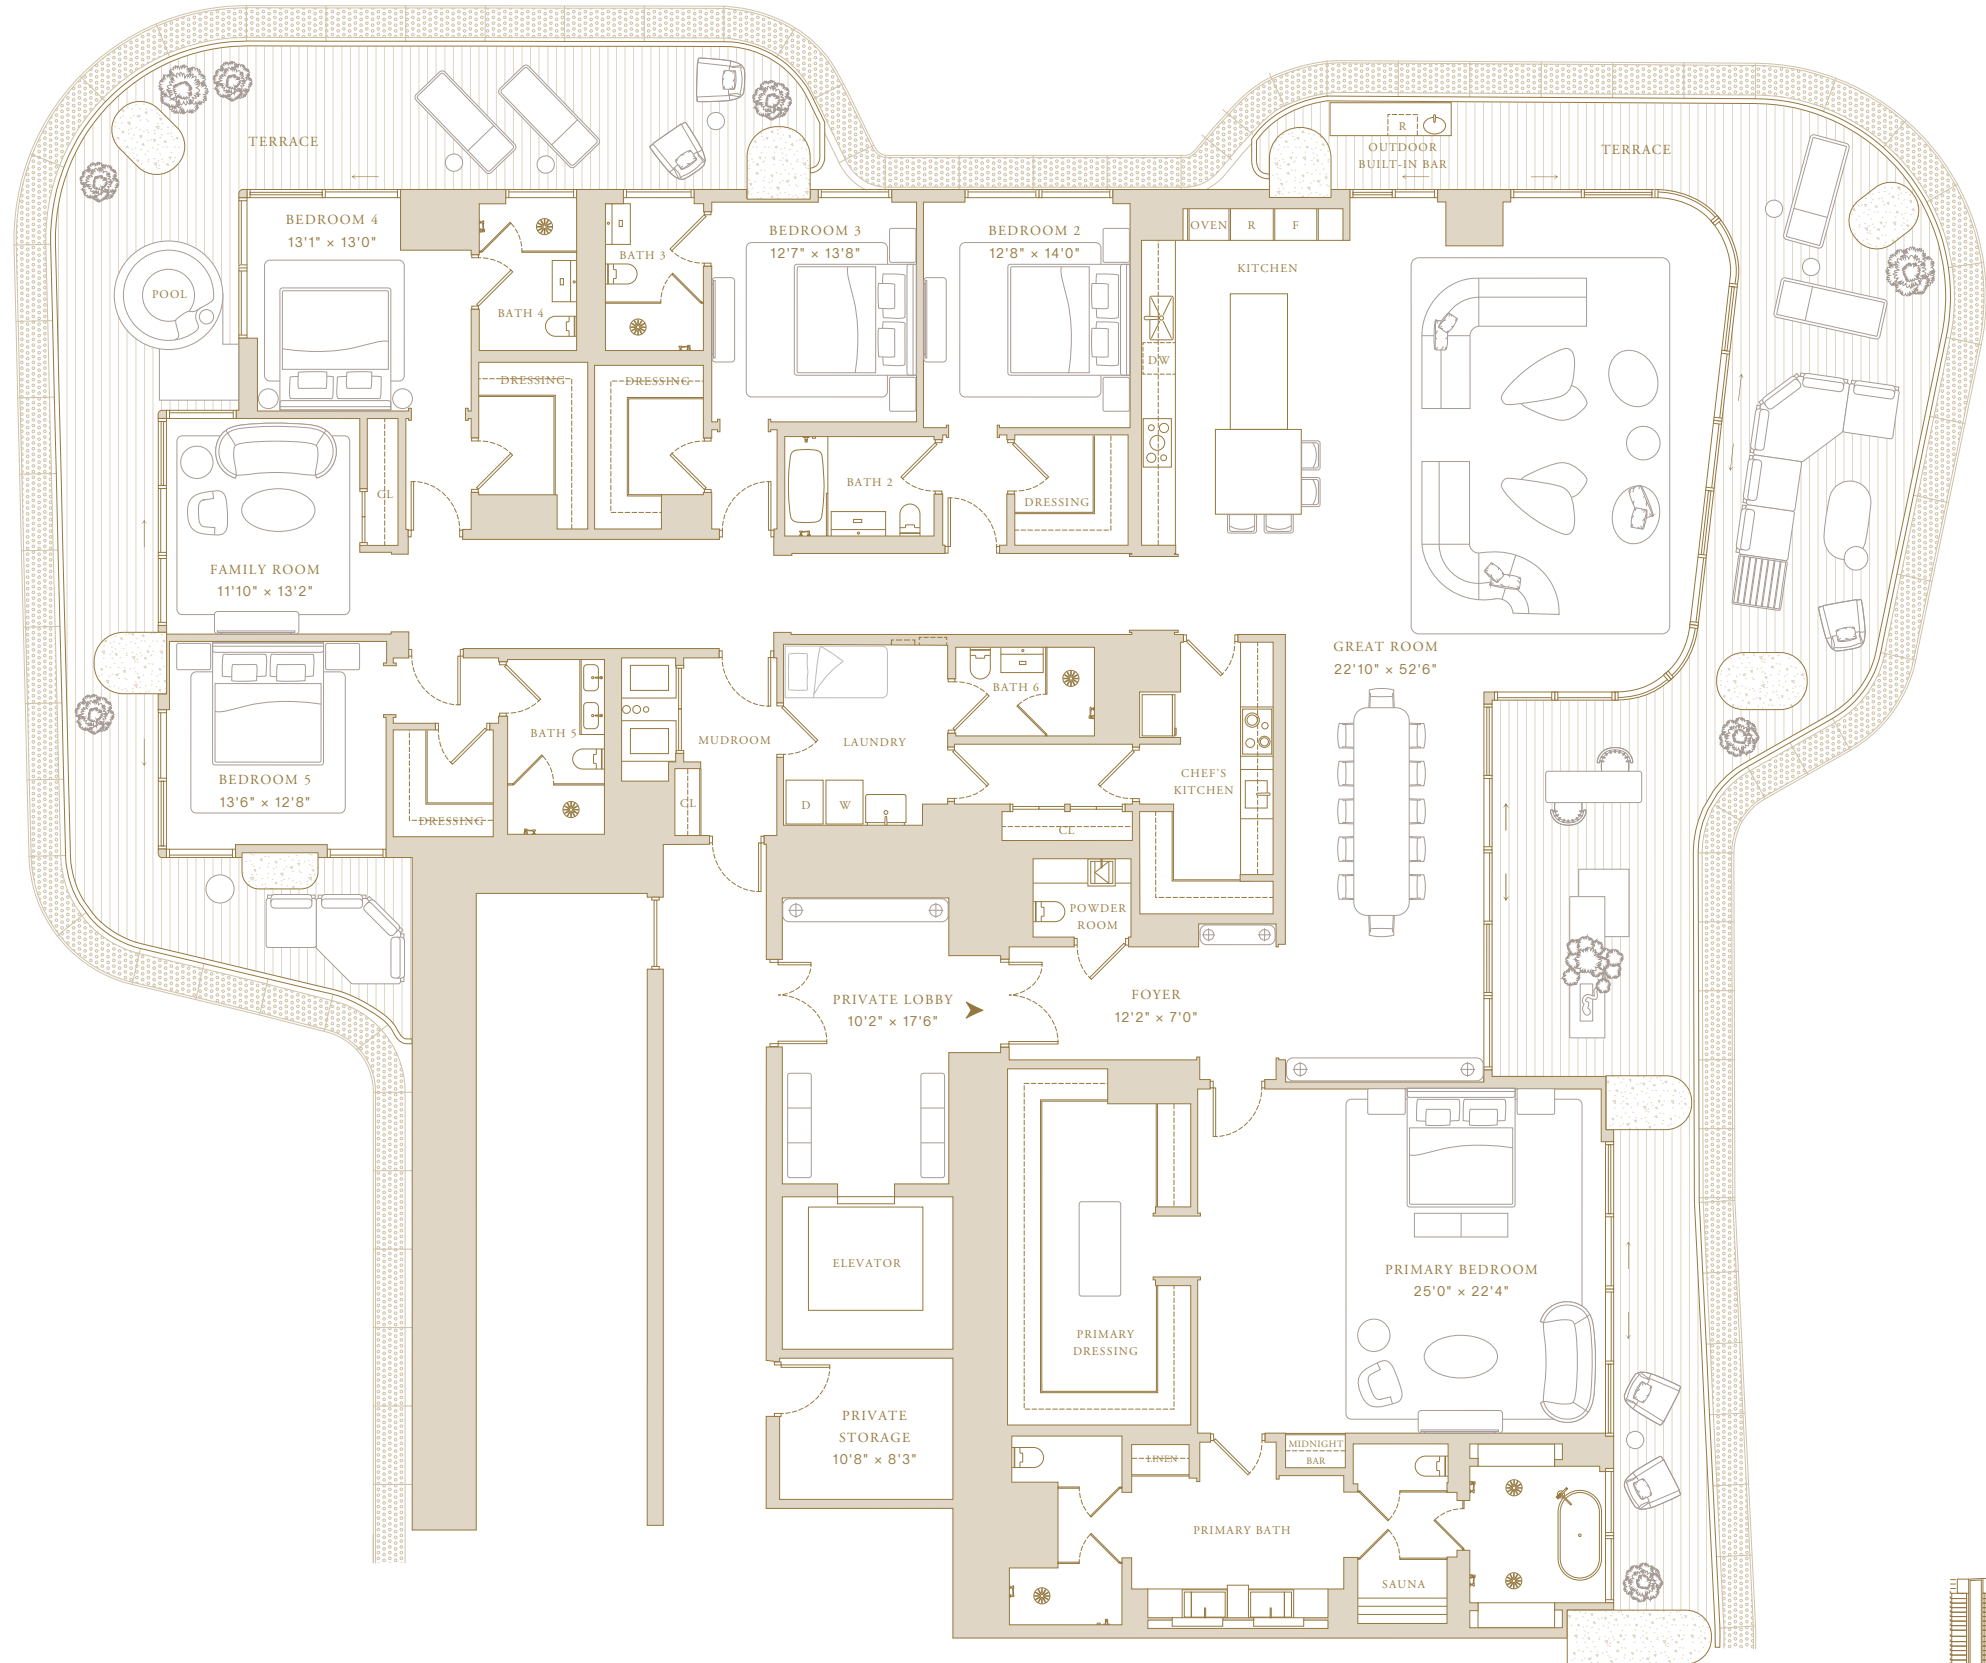 TERRACE
R
OUTDOOR
BUILT-IN BAR
TERRACE
BEDROOM 4
13'1" × 13'0"
BATH 3
BEDROOM 3
12'7" × 13'8"
BEDROOM 2
12'8" × 14'0"
OVEN
R
F
KITCHEN
POOL
BATH 4
DW
DRESSING
DRESSING
CL
BATH 2
DRESSING
FAMILY ROOM
11'10" × 13'2"
GREAT ROOM
22'10" × 52'6"
BATH 6
BATH 5
MUDROOM
LAUNDRY
BEDROOM 5
13'6" × 12'8"
CHEF'S
KITCHEN
CL
D
W
DRESSING
CL
POWDER
ROOM
PRIVATE LOBBY
10'2" × 17'6"
FOYER
12'2" × 7'0"
ELEVATOR
PRIMARY BEDROOM
25'0" × 22'4"
PRIMARY
DRESSING
PRIVATE
STORAGE
10'8" × 8'3"
LINEN
MIDNIGHT
BAR
PRIMARY BATH
SAUNA